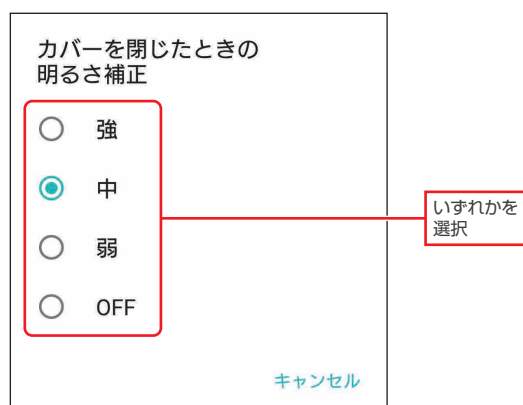 カバーを閉じたときの
明るさ補正
強
中
弱
OFF
いずれかを
選択
キャンセル